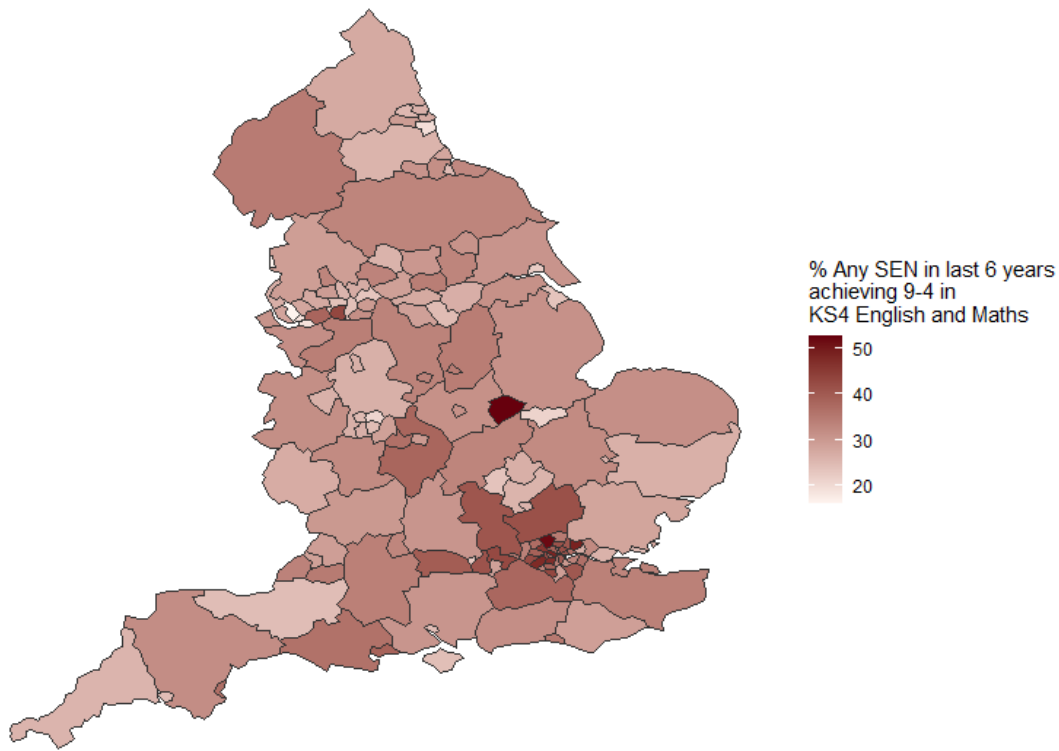 % Any SEN in last 6 years
achieving 9-4 in
KS4 English and Maths
50
40
30
20